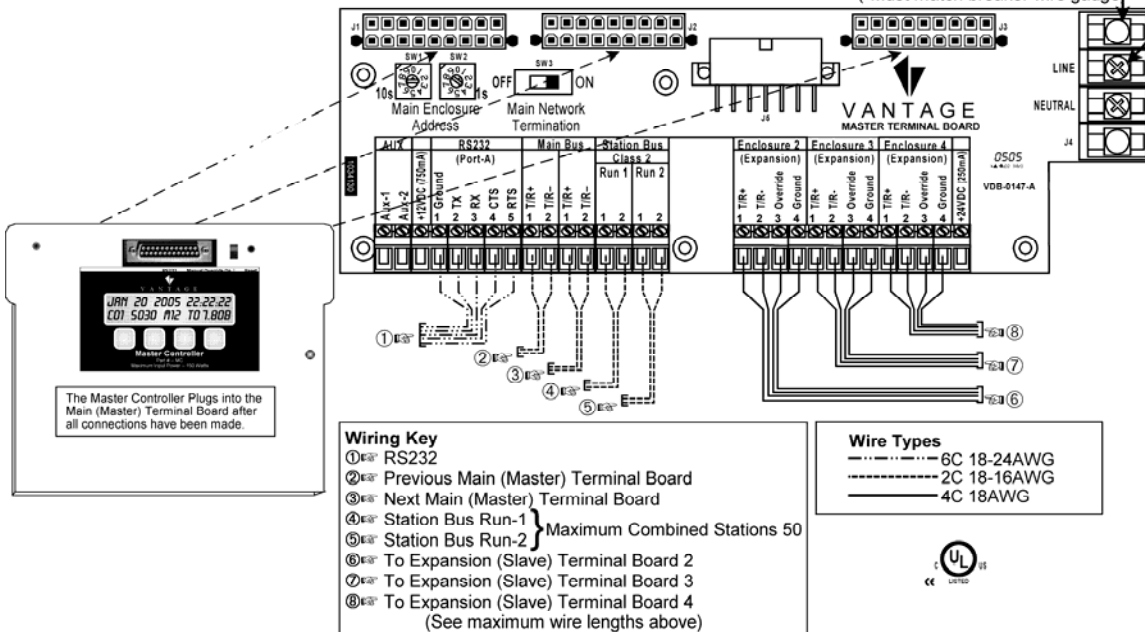 J1
J2
J3
SW1
SW2
SW3
10s
1s
OFF
ON
Main Enclosure
Address
Main Network
Termination
J6
VANTAGE
MASTER TERMINAL BOARD
LINE
NEUTRAL
J4
0505
VDB-0147-A
AUX
RS232
(Port-A)
Main Bus
Station Bus
Class 2
Run 1
Run 2
Enclosure 2
(Expansion)
Enclosure 3
(Expansion)
Enclosure 4
(Expansion)
Aux-1
Aux-2
+12VDC (750mA)
Ground
TX
RX
CTS
RTS
T/R+
T/R-
T/R+
T/R-
T/R+
T/R-
Override
Ground
T/R+
T/R-
Override
Ground
T/R+
T/R-
Override
Ground
+24VDC (250mA)
1 2 3 4 5 1 2 1 2 1 2 1 2 1 2 3 4 1 2 3 4 1 2 3 4
①
②
③
④
⑤
⑧
⑦
⑥
VANTAGE
JAN 20 2005 22:22:22
Master Controller
The Master Controller Plugs into the
Main (Master) Terminal Board after
all connections have been made.
Wiring Key
① RS232
② Previous Main (Master) Terminal Board
③ Next Main (Master) Terminal Board
④ Station Bus Run-1
⑤ Station Bus Run-2
Maximum Combined Stations 50
⑥ To Expansion (Slave) Terminal Board 2
⑦ To Expansion (Slave) Terminal Board 3
⑧ To Expansion (Slave) Terminal Board 4
(See maximum wire lengths above)
Wire Types
6C 18-24AWG
2C 18-16AWG
4C 18AWG
C UL US
LISTED